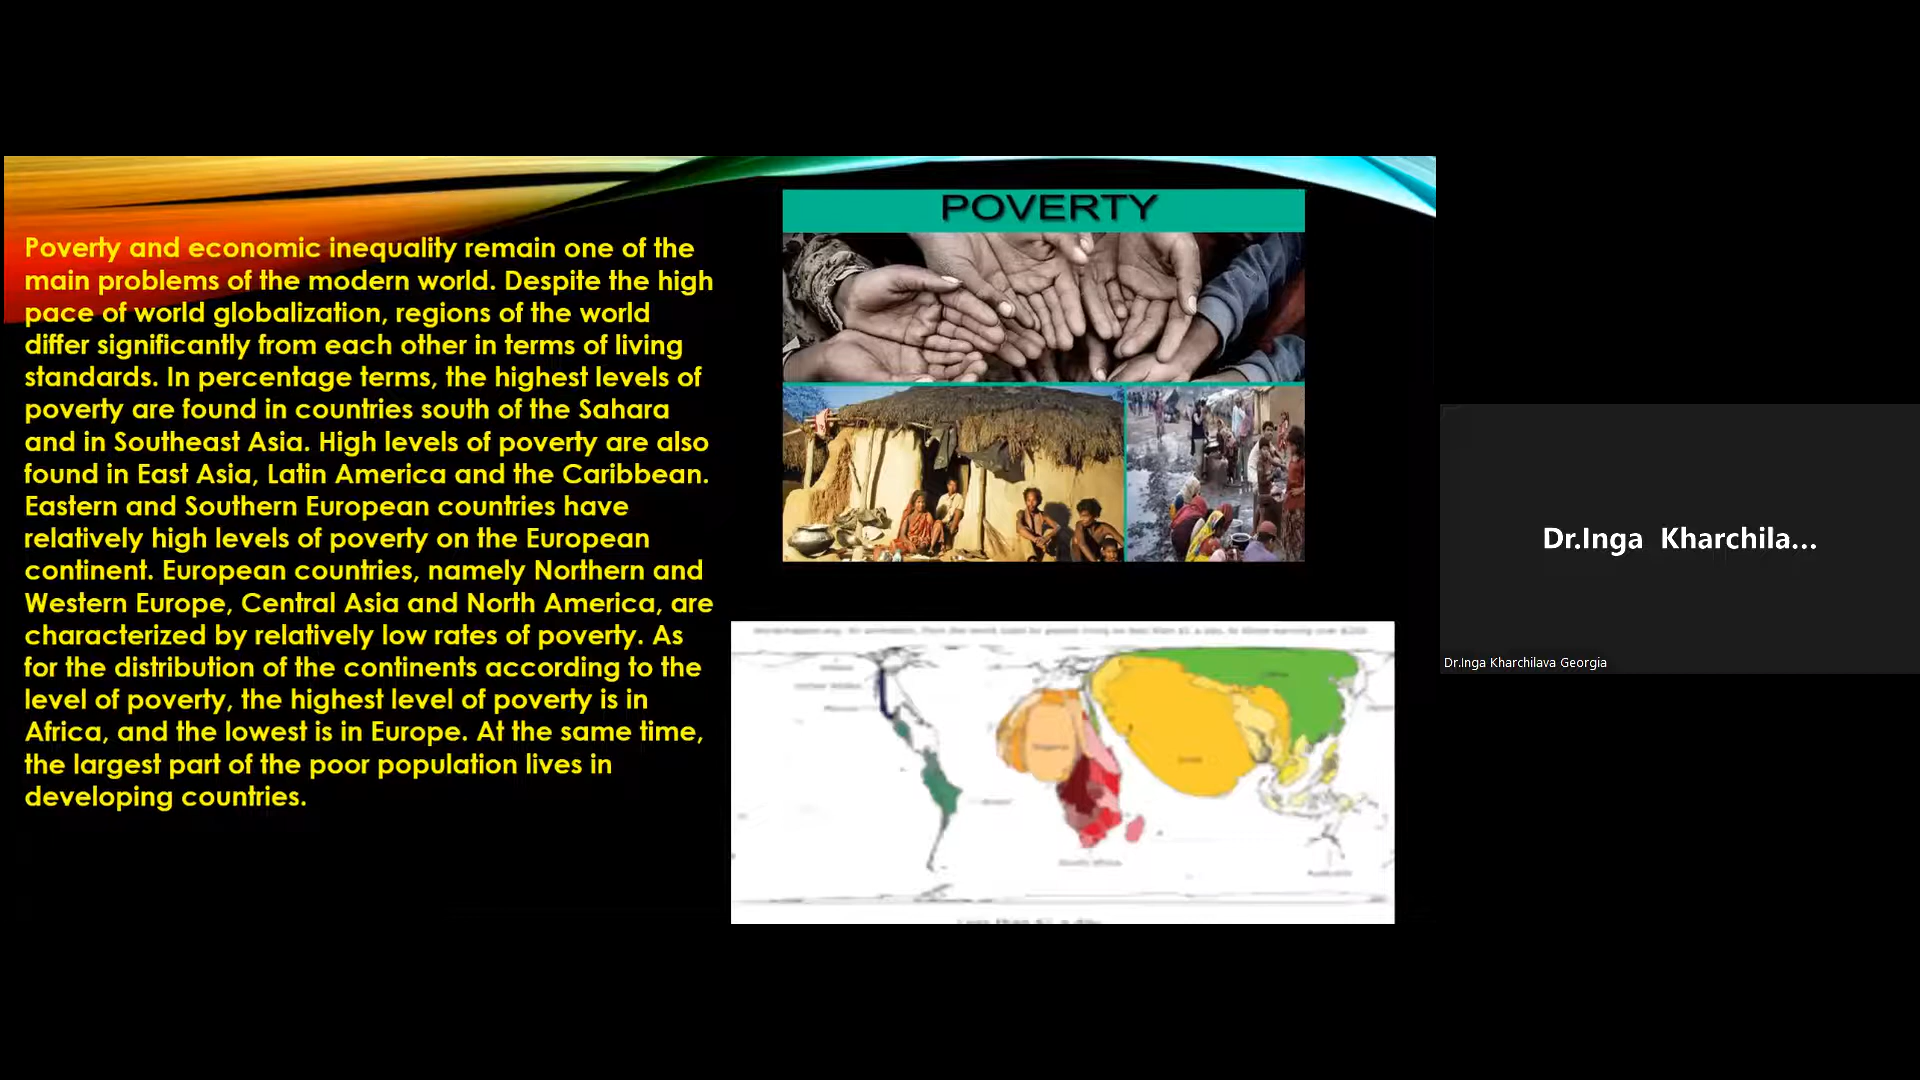 Poverty and economic inequality remain one of the
main problems of the modern world. Despite the high
pace of world globalization, regions of the world
differ significantly from each other in terms of living
standards. In percentage terms, the highest levels of
poverty are found in countries south of the Sahara
and in Southeast Asia. High levels of poverty are also
found in East Asia, Latin America and the Caribbean.
Eastern and Southern European countries have
relatively high levels of poverty on the European
continent. European countries, namely Northern and
Western Europe, Central Asia and North America, are
characterized by relatively low rates of poverty. As
for the distribution of the continents according to the
level of poverty, the highest level of poverty is in
Africa, and the lowest is in Europe. At the same time,
the largest part of the poor population lives in
developing countries.
POVERTY
Dr.Inga Kharchila...
Dr.Inga Kharchilava Georgia